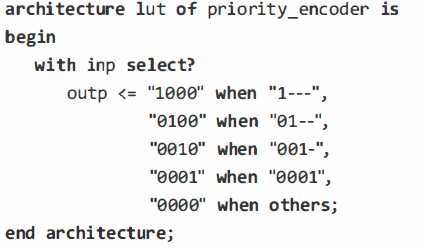 architecture lut of priority_encoder is
begin
with inp select?
outp <= "1000" when "1---",
"0100" when "01--",
"0010" when "001-",
"0001" when "0001",
"0000" when others;
end architecture;